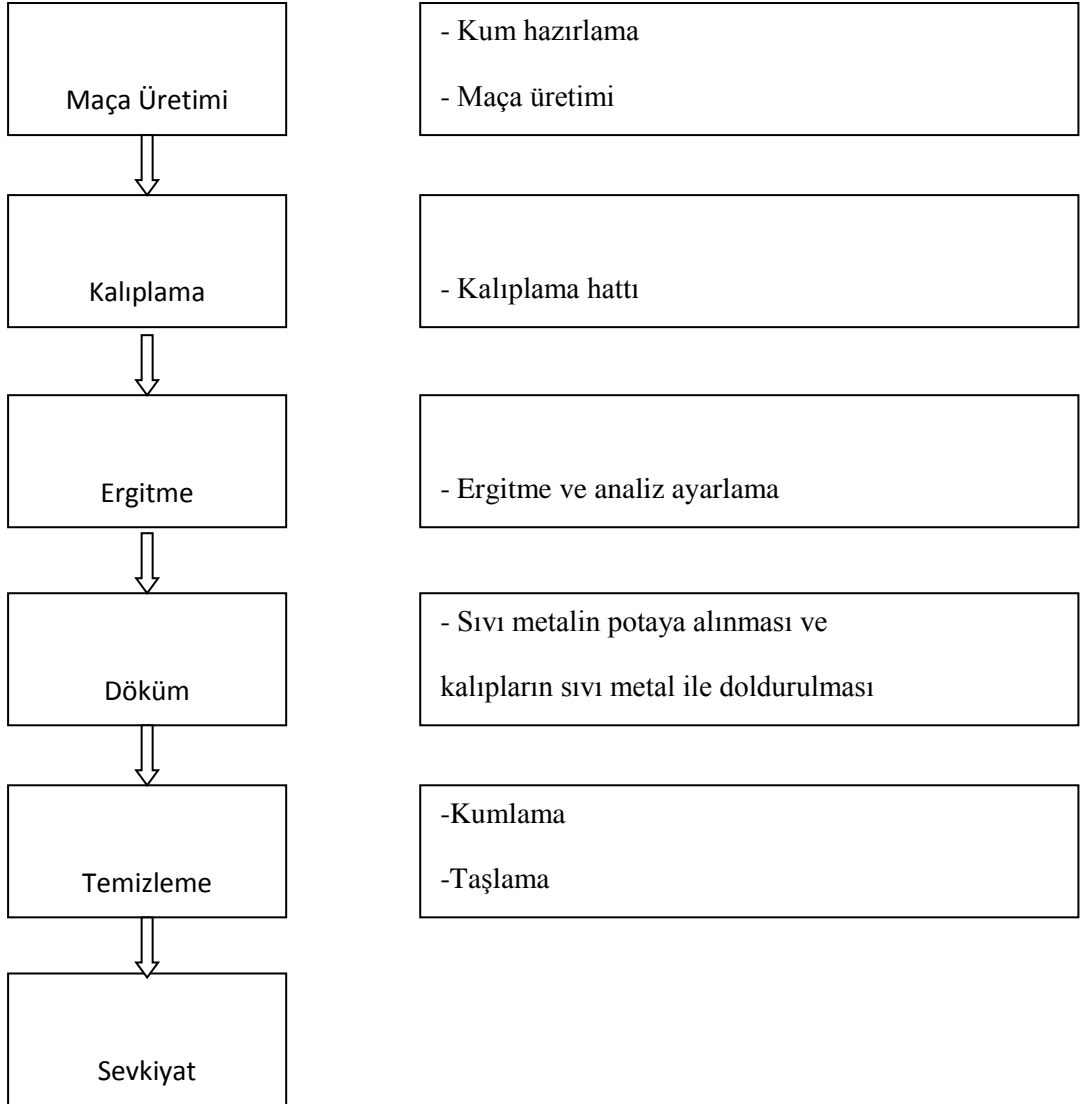 Maça Üretimi
- Kum hazırlama
- Maça üretimi
Kalıplama
- Kalıplama hattı
Ergitme
- Ergitme ve analiz ayarlama
Döküm
- Sıvı metalin potaya alınması ve
kalıpların sıvı metal ile doldurulması
Temizleme
-Kumlama
-Taşlama
Sevkiyat